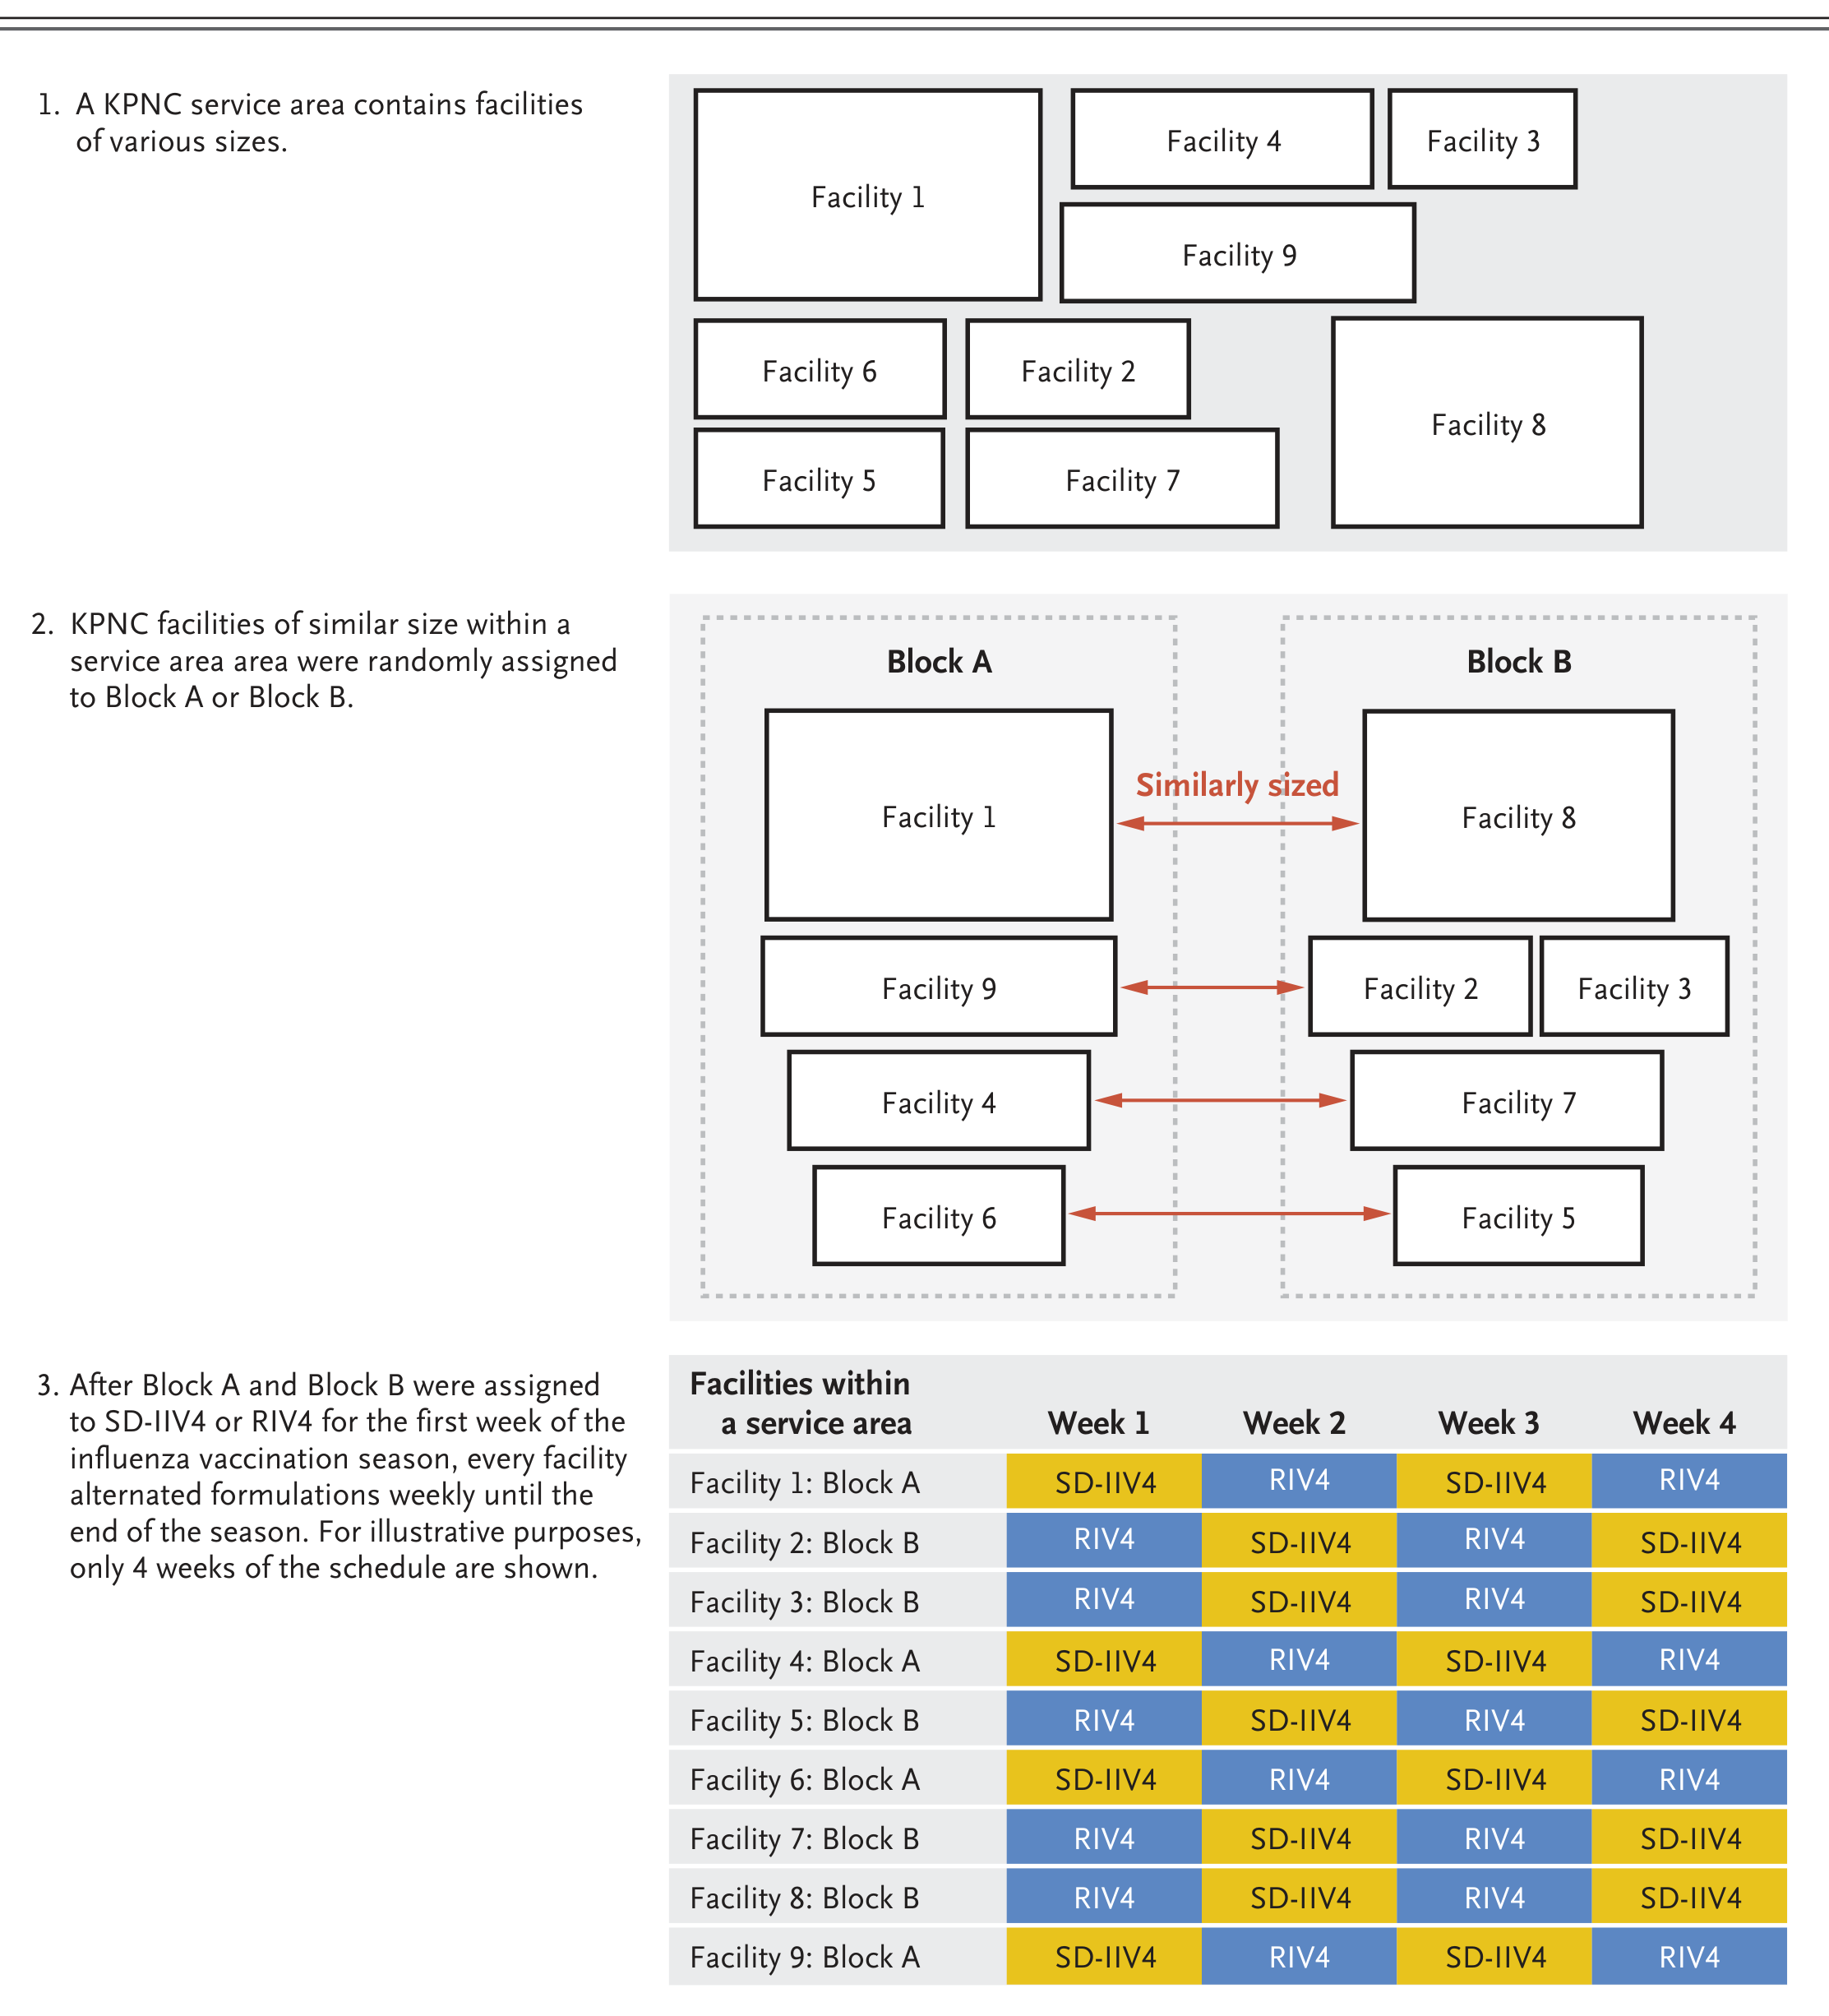 1. A KPNC service area contains facilities
of various sizes.
Facility 1
Facility 4
Facility 3
Facility 9
Facility 6
Facility 2
Facility 8
Facility 5
Facility 7
2. KPNC facilities of similar size within a
service area area were randomly assigned
to Block A or Block B.
Block A
Block B
Similarly sized
Facility 1
Facility 8
Facility 9
Facility 2
Facility 3
Facility 4
Facility 7
Facility 6
Facility 5
3. After Block A and Block B were assigned
to SD-IIV4 or RIV4 for the first week of the
influenza vaccination season, every facility
alternated formulations weekly until the
end of the season. For illustrative purposes,
only 4 weeks of the schedule are shown.
Facilities within
a service area Week 1 Week 2 Week 3 Week 4
Facility 1: Block A SD-IIV4 RIV4 SD-IIV4 RIV4
Facility 2: Block B RIV4 SD-IIV4 RIV4 SD-IIV4
Facility 3: Block B RIV4 SD-IIV4 RIV4 SD-IIV4
Facility 4: Block A SD-IIV4 RIV4 SD-IIV4 RIV4
Facility 5: Block B RIV4 SD-IIV4 RIV4 SD-IIV4
Facility 6: Block A SD-IIV4 RIV4 SD-IIV4 RIV4
Facility 7: Block B RIV4 SD-IIV4 RIV4 SD-IIV4
Facility 8: Block B RIV4 SD-IIV4 RIV4 SD-IIV4
Facility 9: Block A SD-IIV4 RIV4 SD-IIV4 RIV4